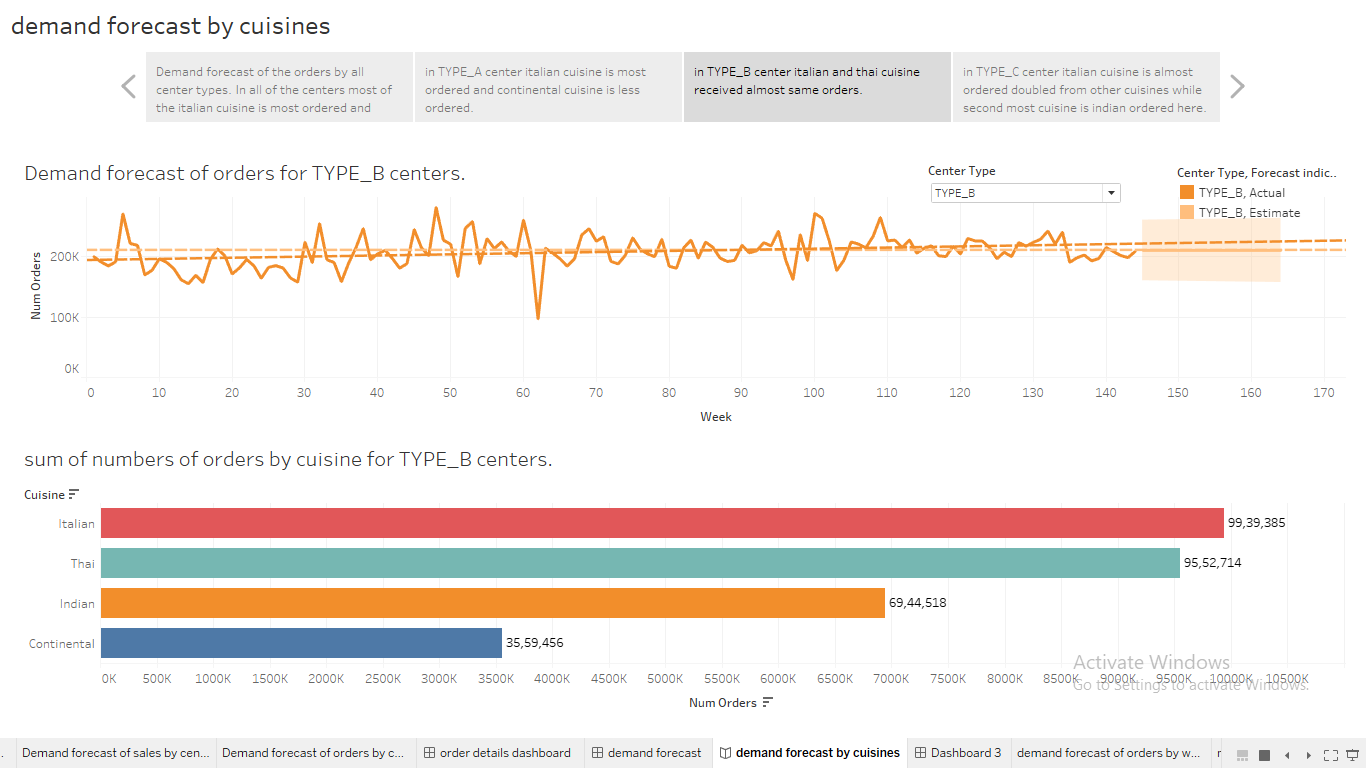 demand forecast by cuisines
Demand forecast of the orders by all
center types. In all of the centers most of
the italian cuisine is most ordered and
in TYPE_A center italian cuisine is most
ordered and continental cuisine is less
ordered.
in TYPE_B center italian and thai cuisine
received almost same orders.
in TYPE_C center italian cuisine is almost
ordered doubled from other cuisines while
second most cuisine is indian ordered here.
Demand forecast of orders for TYPE_B centers.
Center Type
TYPE_B
Center Type, Forecast indic..
TYPE_B, Actual
TYPE_B, Estimate
Num Orders
200K
100K
0K
0 10 20 30 40 50 60 70 80 90 100 110 120 130 140 150 160 170
Week
sum of numbers of orders by cuisine for TYPE_B centers.
Cuisine
Italian 99,39,385
Thai 95,52,714
Indian 69,44,518
Continental 35,59,456
0K 500K 1000K 1500K 2000K 2500K 3000K 3500K 4000K 4500K 5000K 5500K 6000K 6500K 7000K 7500K 8000K 8500K 9000K 9500K 10000K 10500K
Num Orders
Activate Windows
Go to Settings to activate Windows.
Demand forecast of sales by cen... Demand forecast of orders by c... order details dashboard demand forecast demand forecast by cuisines Dashboard 3 demand forecast of orders by w...